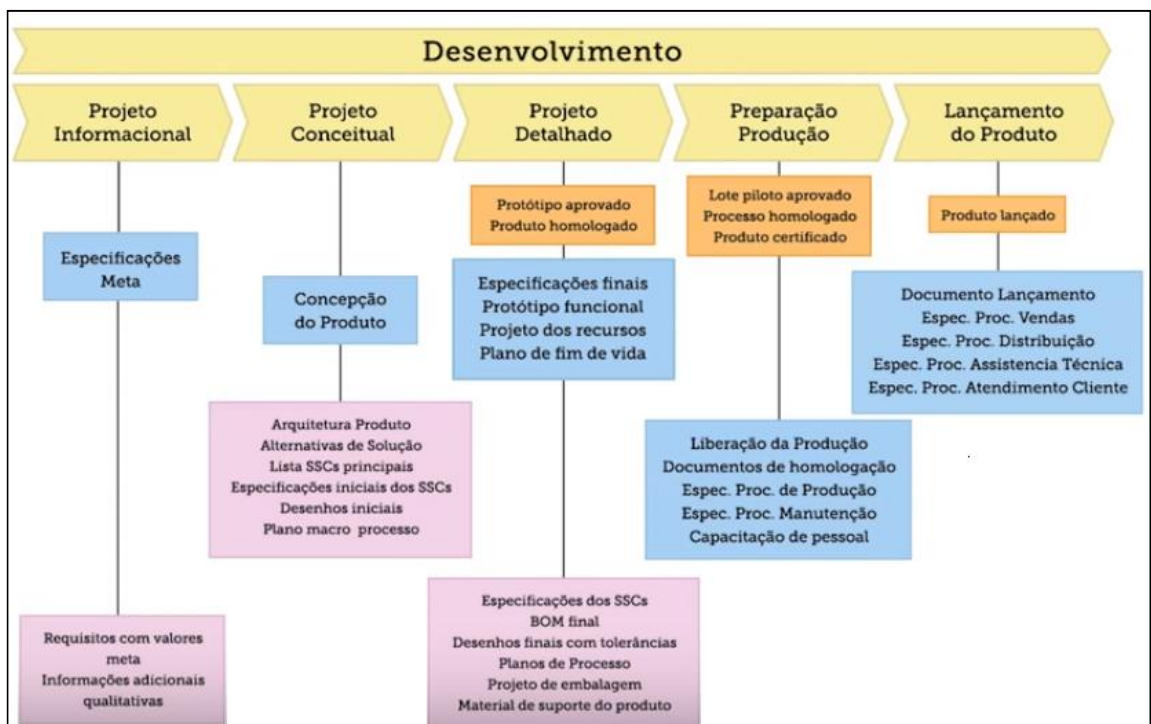 Desenvolvimento
Projeto
Informacional
Projeto
Conceitual
Projeto
Detalhado
Preparação
Produção
Lançamento
do Produto
Especificações
Meta
Requisitos com valores
meta
Informações adicionais
qualitativas
Concepção
do Produto
Arquitetura Produto
Alternativas de Solução
Lista SSCs principais
Especificações iniciais dos SSCs
Desenhos iniciais
Plano macro processo
Protótipo aprovado
Produto homologado
Especificações finais
Protótipo funcional
Projeto dos recursos
Plano de fim de vida
Especificações dos SSCs
BOM final
Desenhos finais com tolerâncias
Planos de Processo
Projeto de embalagem
Material de suporte do produto
Lote piloto aprovado
Processo homologado
Produto certificado
Liberação da Produção
Documentos de homologação
Espec. Proc. de Produção
Espec. Proc. Manutenção
Capacitação de pessoal
Produto lançado
Documento Lançamento
Espec. Proc. Vendas
Espec. Proc. Distribuição
Espec. Proc. Assistencia Técnica
Espec. Proc. Atendimento Cliente